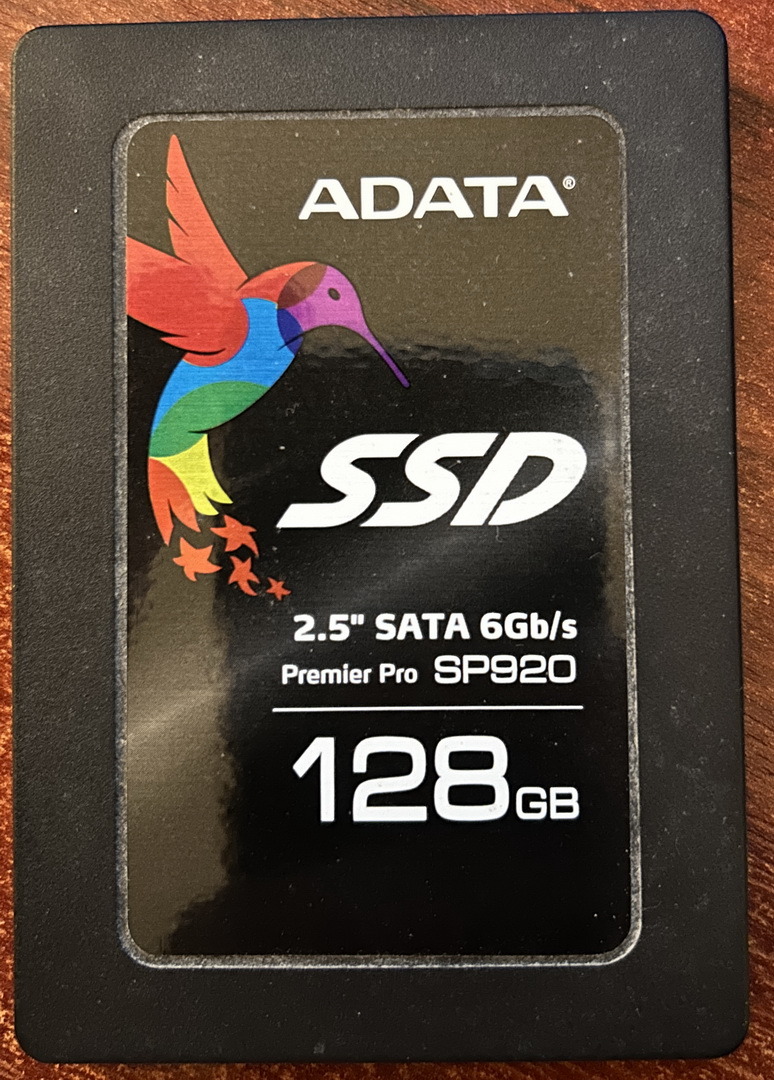 ADATA®
SSD
2.5" SATA 6Gb/s
Premier Pro SP920
128GB